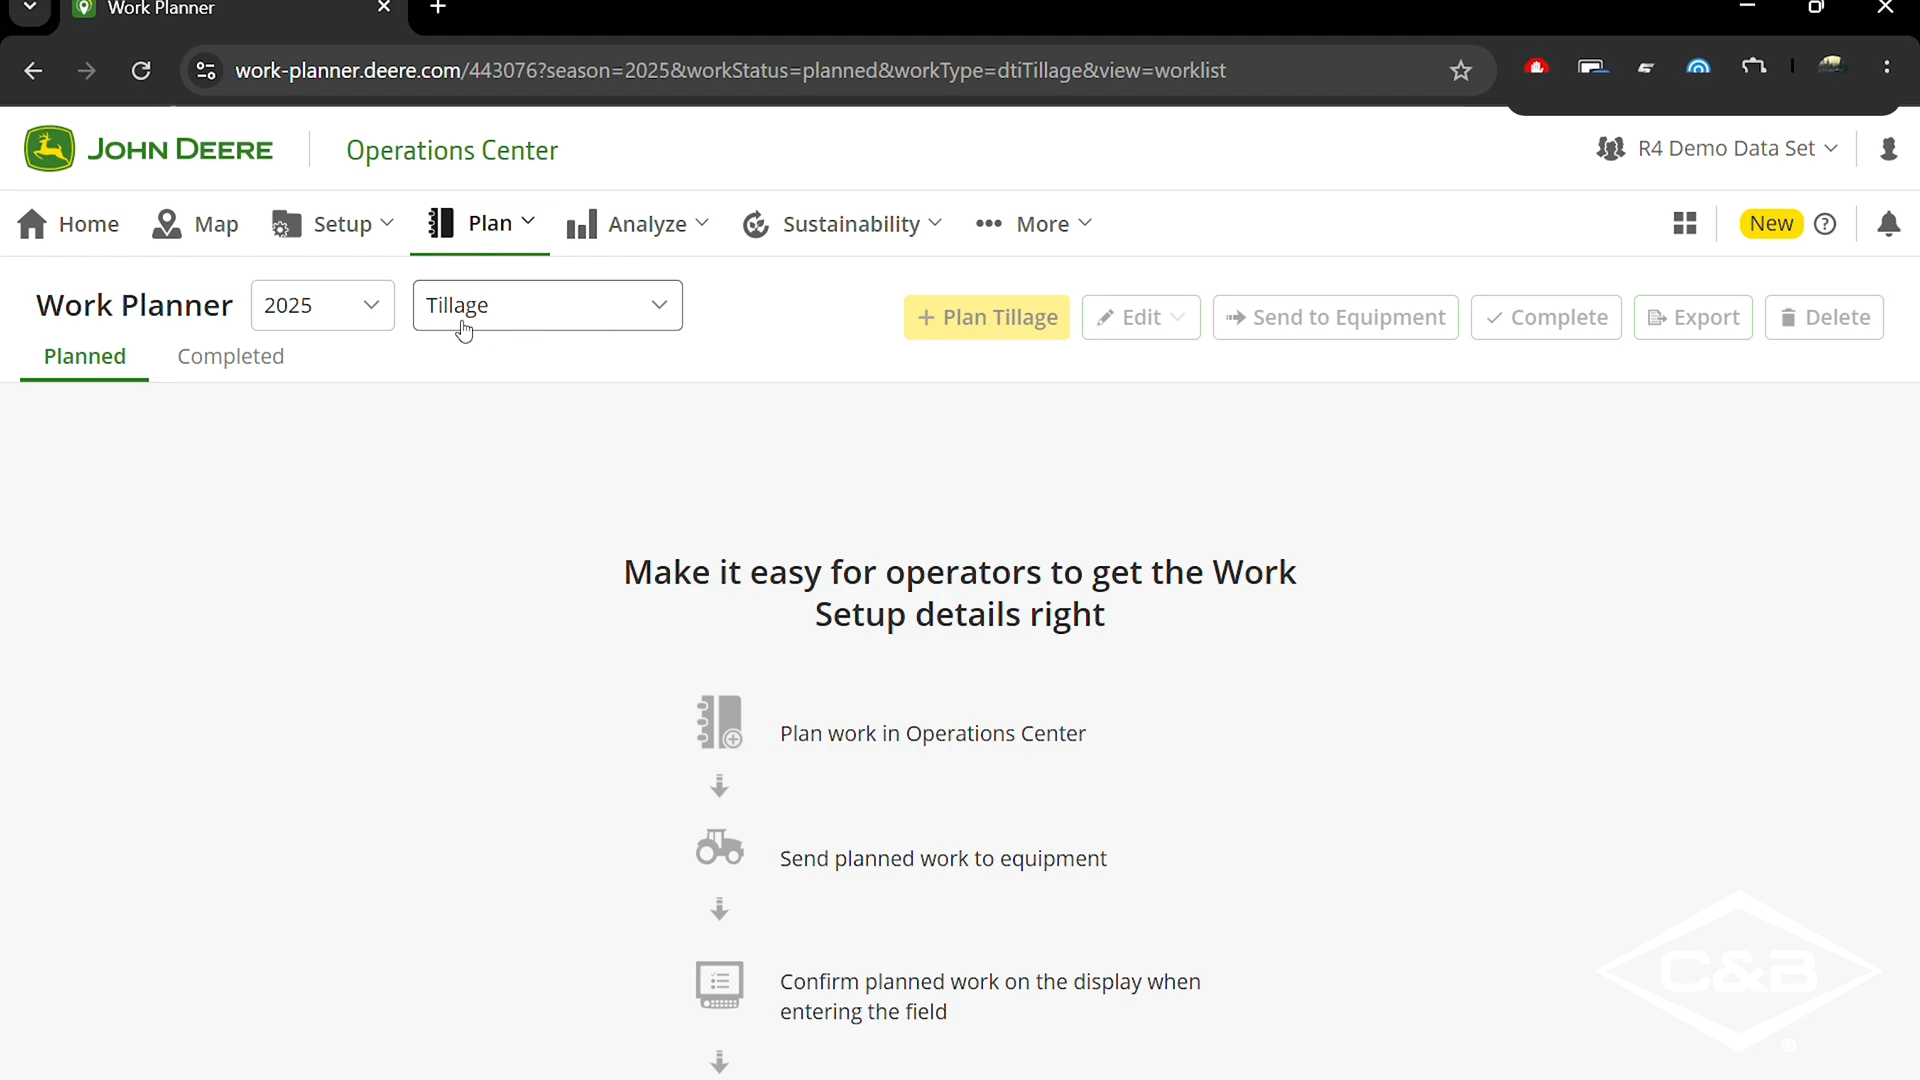 Work Planner
work-planner.deere.com/443076?season=2025&workStatus=planned&workType=dtiTillage&view=worklist
JOHN DEERE
Operations Center
R4 Demo Data Set
Home
Map
Setup
Plan
Analyze
Sustainability
More
New
Work Planner
2025
Tillage
+ Plan Tillage
Edit
Send to Equipment
Complete
Export
Delete
Planned
Completed
Make it easy for operators to get the Work
Setup details right
Plan work in Operations Center
Send planned work to equipment
Confirm planned work on the display when
entering the field
C&B
®